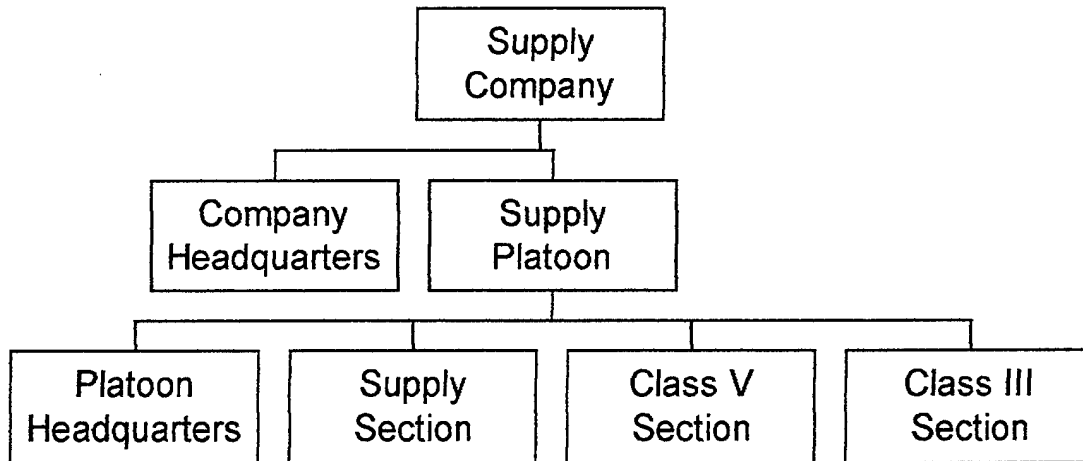 Supply
Company
Company
Headquarters
Supply
Platoon
Platoon
Headquarters
Supply
Section
Class V
Section
Class III
Section